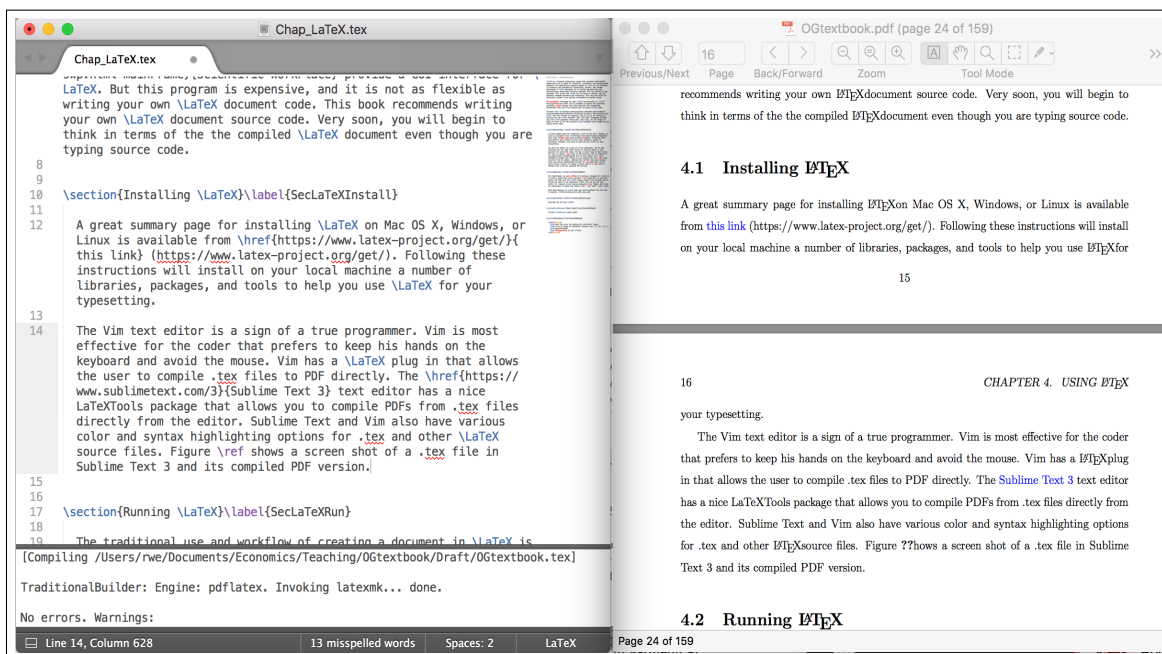 Chap_LaTeX.tex
Chap_LaTeX.tex
LaTeX. But this program is expensive, and it is not as flexible as
writing your own \LaTeX document code. This book recommends writing
your own \LaTeX document source code. Very soon, you will begin to
think in terms of the the compiled \LaTeX document even though you are
typing source code.
8
9
10 \section{Installing \LaTeX}\label{SecLaTeXInstall}
11
12 A great summary page for installing \LaTeX on Mac OS X, Windows, or
Linux is available from \href{https://www.latex-project.org/get/}{
this link} (https://www.latex-project.org/get/). Following these
instructions will install on your local machine a number of
libraries, packages, and tools to help you use \LaTeX for your
typesetting.
13
14 The Vim text editor is a sign of a true programmer. Vim is most
effective for the coder that prefers to keep his hands on the
keyboard and avoid the mouse. Vim has a \LaTeX plug in that allows
the user to compile .tex files to PDF directly. The \href{https://
www.sublimetext.com/3}{Sublime Text 3} text editor has a nice
LaTeXTools package that allows you to compile PDFs from .tex files
directly from the editor. Sublime Text and Vim also have various
color and syntax highlighting options for .tex and other \LaTeX
source files. Figure \ref shows a screen shot of a .tex file in
Sublime Text 3 and its compiled PDF version.
15
16
17 \section{Running \LaTeX}\label{SecLaTeXRun}
18
19 The traditional use and workflow of creating a document in \LaTeX is
[Compiling /Users/rwe/Documents/Economics/Teaching/OGtextbook/Draft/OGtextbook.tex]
TraditionalBuilder: Engine: pdflatex. Invoking latexmk... done.
No errors. Warnings:
Line 14, Column 628 13 misspelled words Spaces: 2 LaTeX
OGtextbook.pdf (page 24 of 159)
16
Previous/Next Page Back/Forward Zoom Tool Mode
recommends writing your own LaTeXdocument source code. Very soon, you will begin to
think in terms of the the compiled LaTeXdocument even though you are typing source code.
4.1 Installing LaTeX
A great summary page for installing LaTeXon Mac OS X, Windows, or Linux is available
from this link (https://www.latex-project.org/get/). Following these instructions will install
on your local machine a number of libraries, packages, and tools to help you use LaTeXfor
15
16 CHAPTER 4. USING LaTeX
your typesetting.
The Vim text editor is a sign of a true programmer. Vim is most effective for the coder
that prefers to keep his hands on the keyboard and avoid the mouse. Vim has a LaTeXplug
in that allows the user to compile .tex files to PDF directly. The Sublime Text 3 text editor
has a nice LaTeXTools package that allows you to compile PDFs from .tex files directly from
the editor. Sublime Text and Vim also have various color and syntax highlighting options
for .tex and other LaTeXsource files. Figure ??hows a screen shot of a .tex file in Sublime
Text 3 and its compiled PDF version.
4.2 Running LaTeX
Page 24 of 159